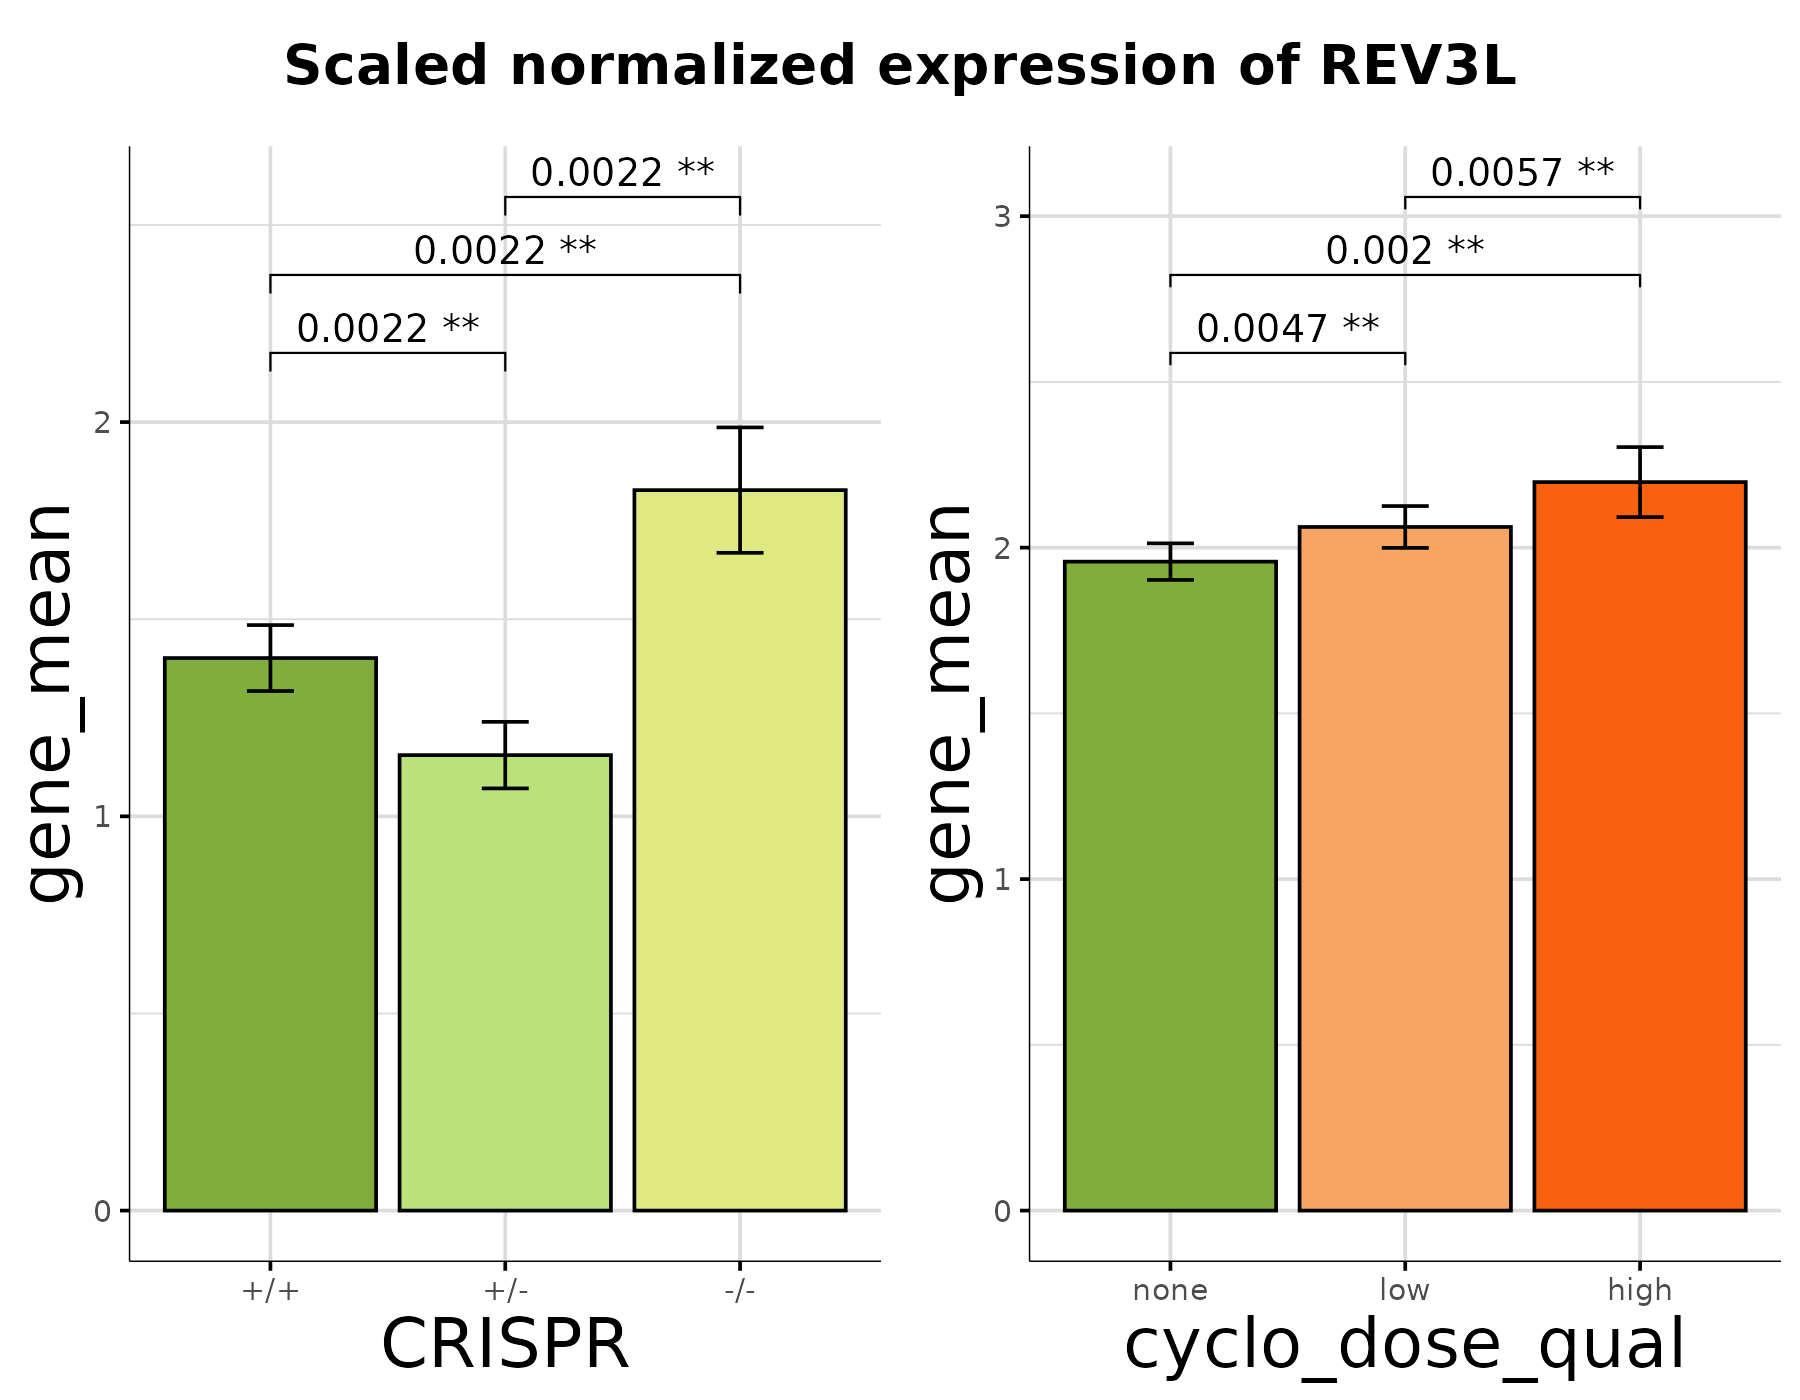 Scaled normalized expression of REV3L
0.0022 **
0.0022 **
0.0022 **
2
1
0
gene_mean
+/+ +/- -/-
CRISPR
0.0057 **
0.002 **
0.0047 **
3
2
1
0
gene_mean
none low high
cyclo_dose_qual